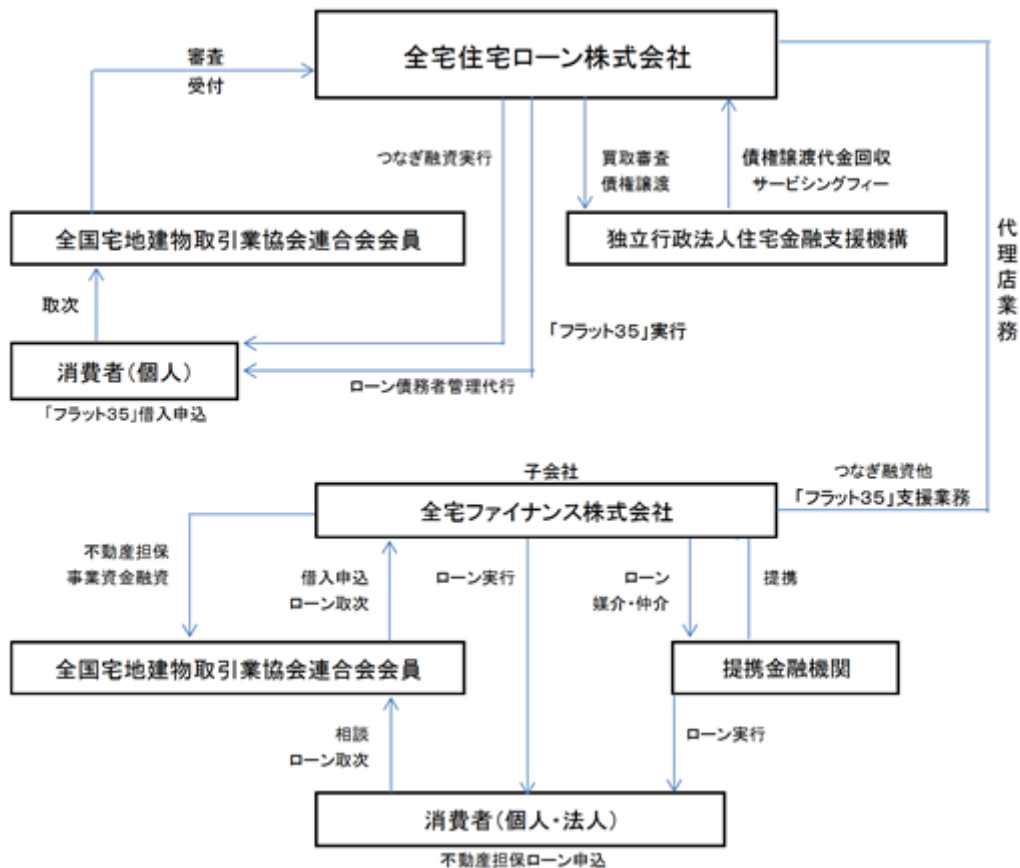 全宅住宅ローン株式会社
審査
受付
つなぎ融資実行
買取審査
債権譲渡
債権譲渡代金回収
サービシングフィー
全国宅地建物取引業協会連合会会員
独立行政法人住宅金融支援機構
代理店業務
取次
「フラット35」実行
消費者(個人)
ローン債務者管理代行
「フラット35」借入申込
子会社
つなぎ融資他
「フラット35」支援業務
全宅ファイナンス株式会社
不動産担保
事業資金融資
借入申込
ローン取次
ローン実行
ローン
媒介・仲介
提携
全国宅地建物取引業協会連合会会員
提携金融機関
相談
ローン取次
ローン実行
消費者(個人・法人)
不動産担保ローン申込